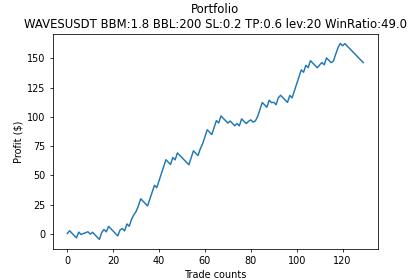 Portfolio
WAVESUSDT BBM:1.8 BBL:200 SL:0.2 TP:0.6 lev:20 WinRatio:49.0
150
125
100
75
50
25
0
Profit ($)
0 20 40 60 80 100 120
Trade counts